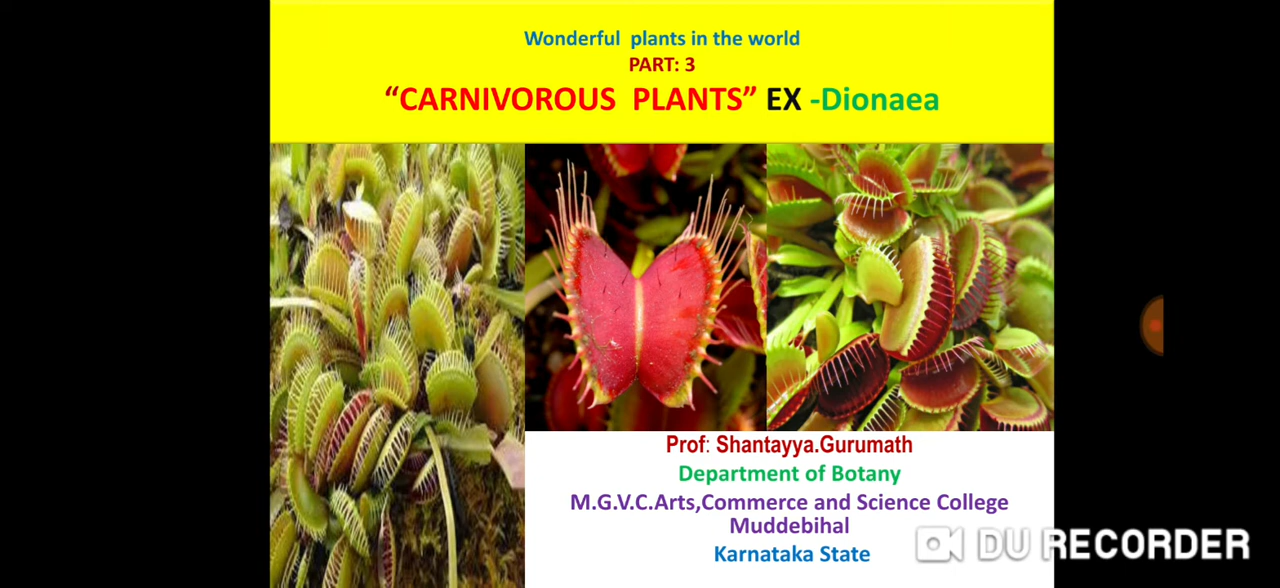 Wonderful plants in the world
PART: 3
“CARNIVOROUS PLANTS” EX -Dionaea
Prof: Shantayya.Gurumath
Department of Botany
M.G.V.C.Arts,Commerce and Science College
Muddebihal
Karnataka State
DU RECORDER